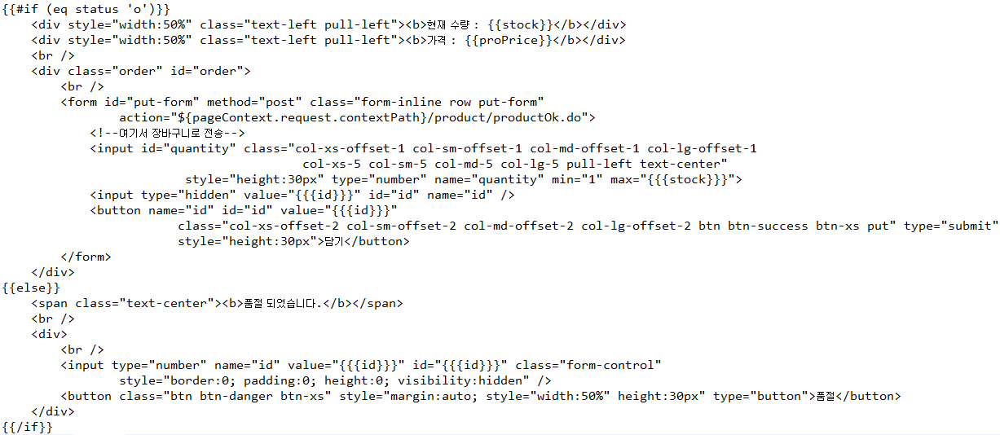 {{#if (eq status 'o')}}
    <div style="width:50%" class="text-left pull-left"><b>현재 수량 : {{stock}}</b></div>
    <div style="width:50%" class="text-left pull-left"><b>가격 : {{proPrice}}</b></div>
    <br />
    <div class="order" id="order">
        <br />
        <form id="put-form" method="post" class="form-inline row put-form"
                action="${pageContext.request.contextPath}/product/productOk.do">
            <!--여기서 장바구니로 전송-->
            <input id="quantity" class="col-xs-offset-1 col-sm-offset-1 col-md-offset-1 col-lg-offset-1
                                         col-xs-5 col-sm-5 col-md-5 col-lg-5 pull-left text-center"
                         style="height:30px" type="number" name="quantity" min="1" max="{{{stock}}}">
            <input type="hidden" value="{{{id}}}" id="id" name="id" />
            <button name="id" id="id" value="{{{id}}}"
                        class="col-xs-offset-2 col-sm-offset-2 col-md-offset-2 col-lg-offset-2 btn btn-success btn-xs put" type="submit"
                        style="height:30px">담기</button>
        </form>
    </div>
{{else}}
    <span class="text-center"><b>품절 되었습니다.</b></span>
    <br />
    <div>
        <br />
        <input type="number" name="id" value="{{{id}}}" id="{{{id}}}" class="form-control"
                style="border:0; padding:0; height:0; visibility:hidden" />
        <button class="btn btn-danger btn-xs" style="margin:auto; style="width:50%" height:30px" type="button">품절</button>
    </div>
{{/if}}